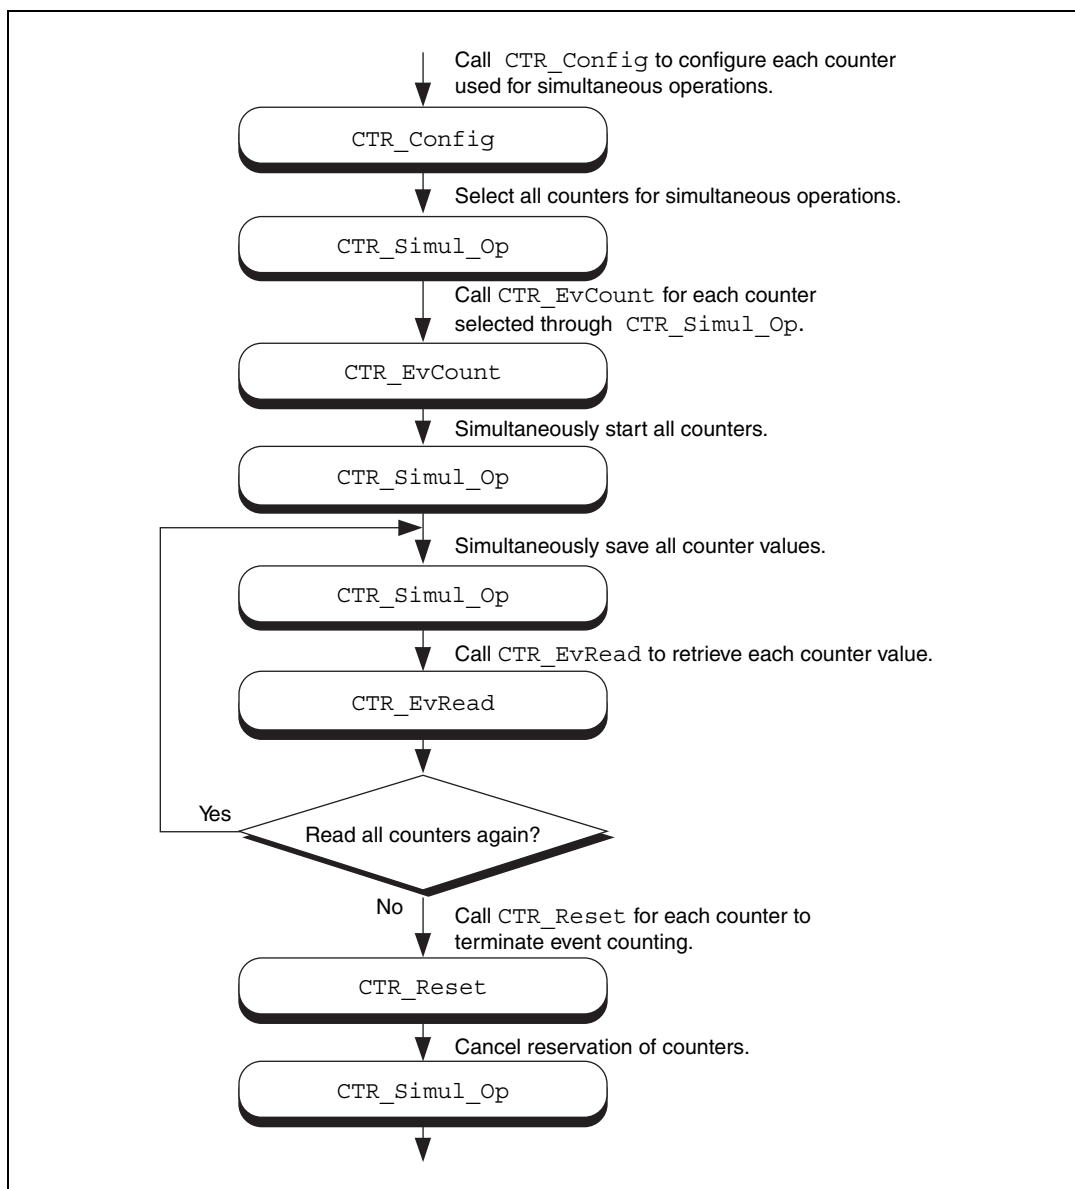 Call CTR_Config to configure each counter
used for simultaneous operations.
CTR_Config
Select all counters for simultaneous operations.
CTR_Simul_Op
Call CTR_EvCount for each counter
selected through CTR_Simul_Op.
CTR_EvCount
Simultaneously start all counters.
CTR_Simul_Op
Simultaneously save all counter values.
CTR_Simul_Op
Call CTR_EvRead to retrieve each counter value.
CTR_EvRead
Yes
Read all counters again?
No
Call CTR_Reset for each counter to
terminate event counting.
CTR_Reset
Cancel reservation of counters.
CTR_Simul_Op